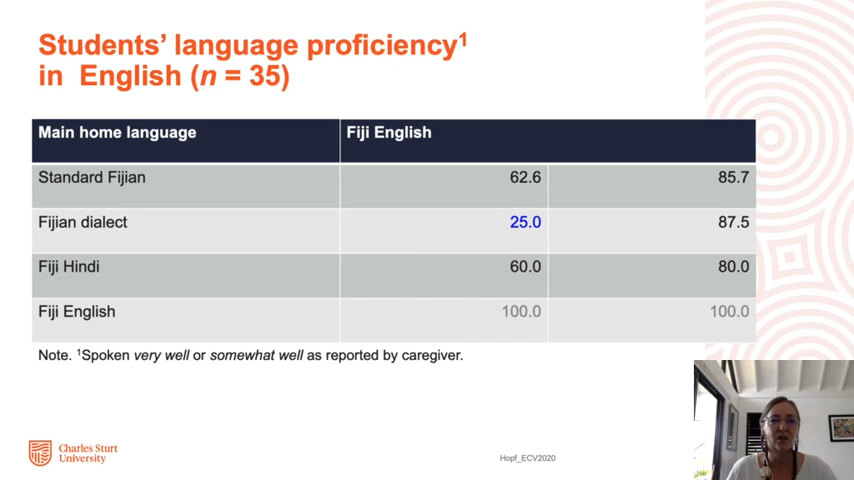 Students’ language proficiency1
in English (n = 35)
Main home language Fiji English
Standard Fijian 62.6 85.7
Fijian dialect 25.0 87.5
Fiji Hindi 60.0 80.0
Fiji English 100.0 100.0
Note. 1Spoken very well or somewhat well as reported by caregiver.
Charles Sturt
University
Hopf_ECV2020